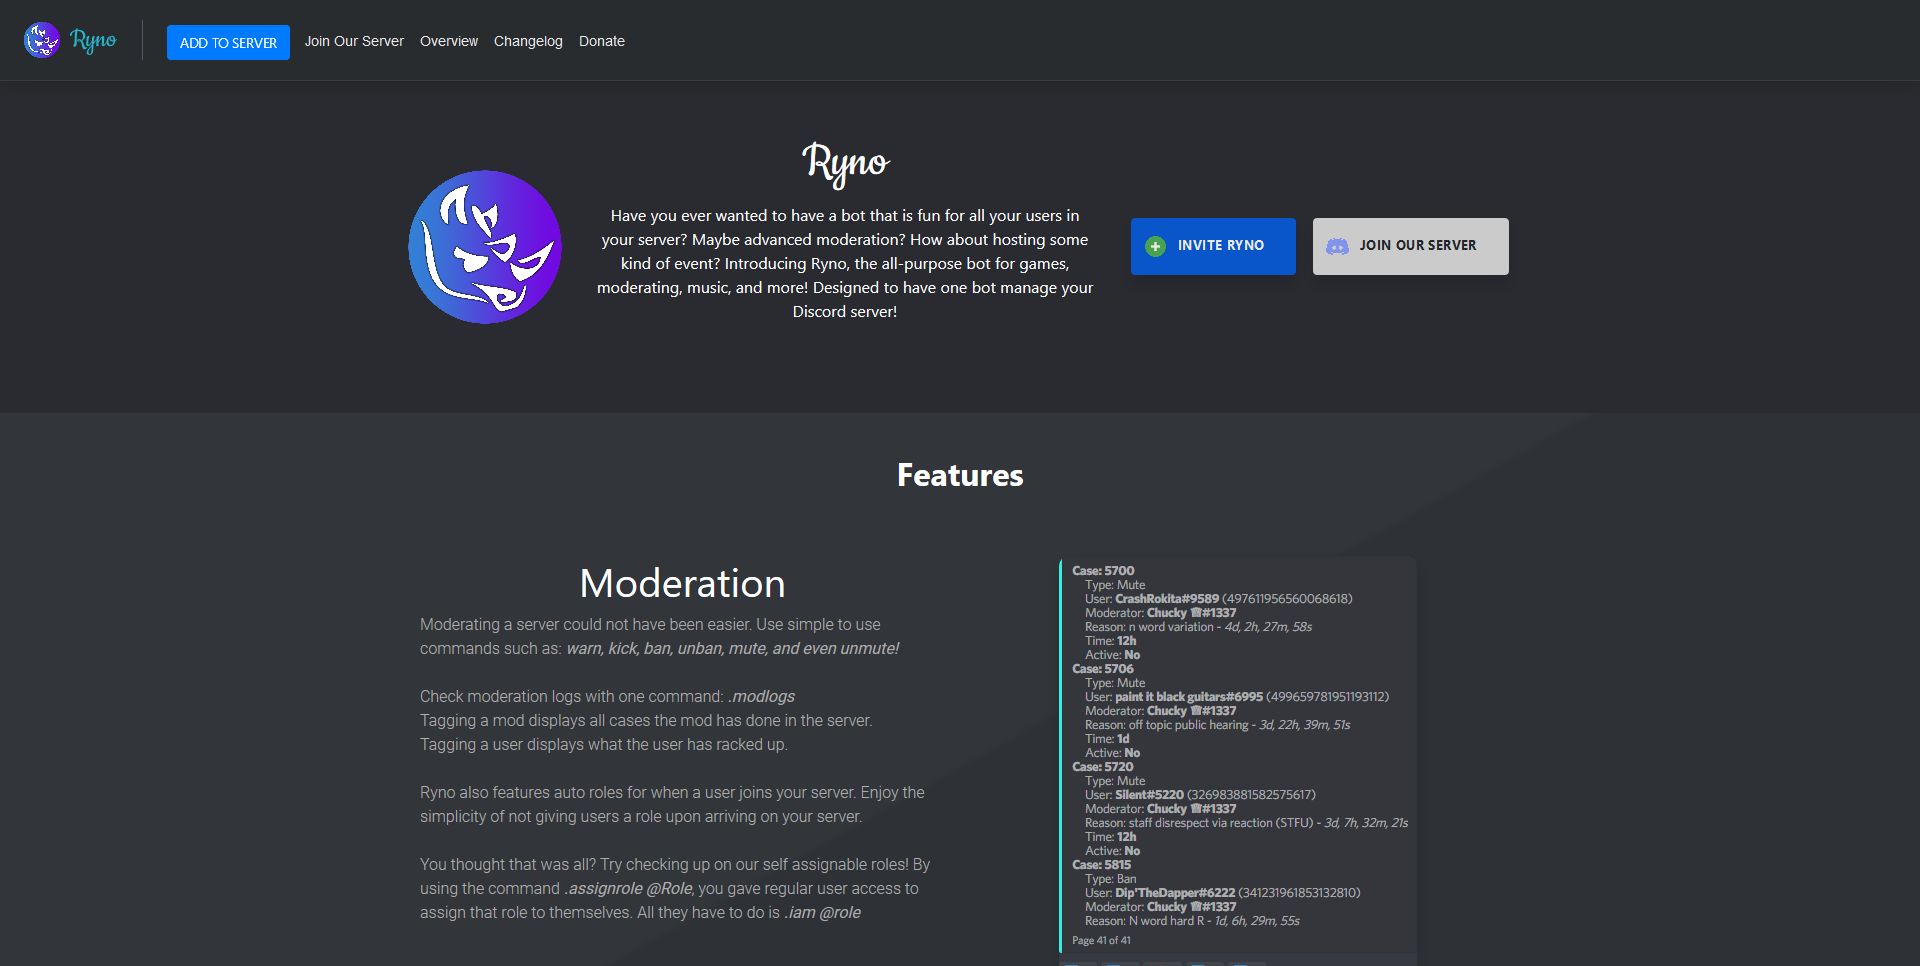 Ryno
ADD TO SERVER
Join Our Server
Overview
Changelog
Donate
Ryno
Have you ever wanted to have a bot that is fun for all your users in
your server? Maybe advanced moderation? How about hosting some
kind of event? Introducing Ryno, the all-purpose bot for games,
moderating, music, and more! Designed to have one bot manage your
Discord server!
INVITE RYNO
JOIN OUR SERVER
Features
Moderation
Moderating a server could not have been easier. Use simple to use
commands such as: warn, kick, ban, unban, mute, and even unmute!
Check moderation logs with one command: .modlogs
Tagging a mod displays all cases the mod has done in the server.
Tagging a user displays what the user has racked up.
Ryno also features auto roles for when a user joins your server. Enjoy the
simplicity of not giving users a role upon arriving on your server.
You thought that was all? Try checking up on our self assignable roles! By
using the command .assignrole @Role, you gave regular user access to
assign that role to themselves. All they have to do is .iam @role
Case: 5700
Type: Mute
User: CrashRokita#9589 (497611956560068618)
Moderator: Chucky ☎#1337
Reason: n word variation - 4d, 2h, 27m, 58s
Time: 12h
Active: No
Case: 5706
Type: Mute
User: paint it black guitars#6995 (499659781951193112)
Moderator: Chucky ☎#1337
Reason: off topic public hearing - 3d, 22h, 39m, 51s
Time: 1d
Active: No
Case: 5720
Type: Mute
User: Silent#5220 (326983881582575617)
Moderator: Chucky ☎#1337
Reason: staff disrespect via reaction (STFU) - 3d, 7h, 32m, 21s
Time: 12h
Active: No
Case: 5815
Type: Ban
User: Dip'TheDapper#6222 (341231961853132810)
Moderator: Chucky ☎#1337
Reason: N word hard R - 1d, 6h, 29m, 55s
Page 41 of 41